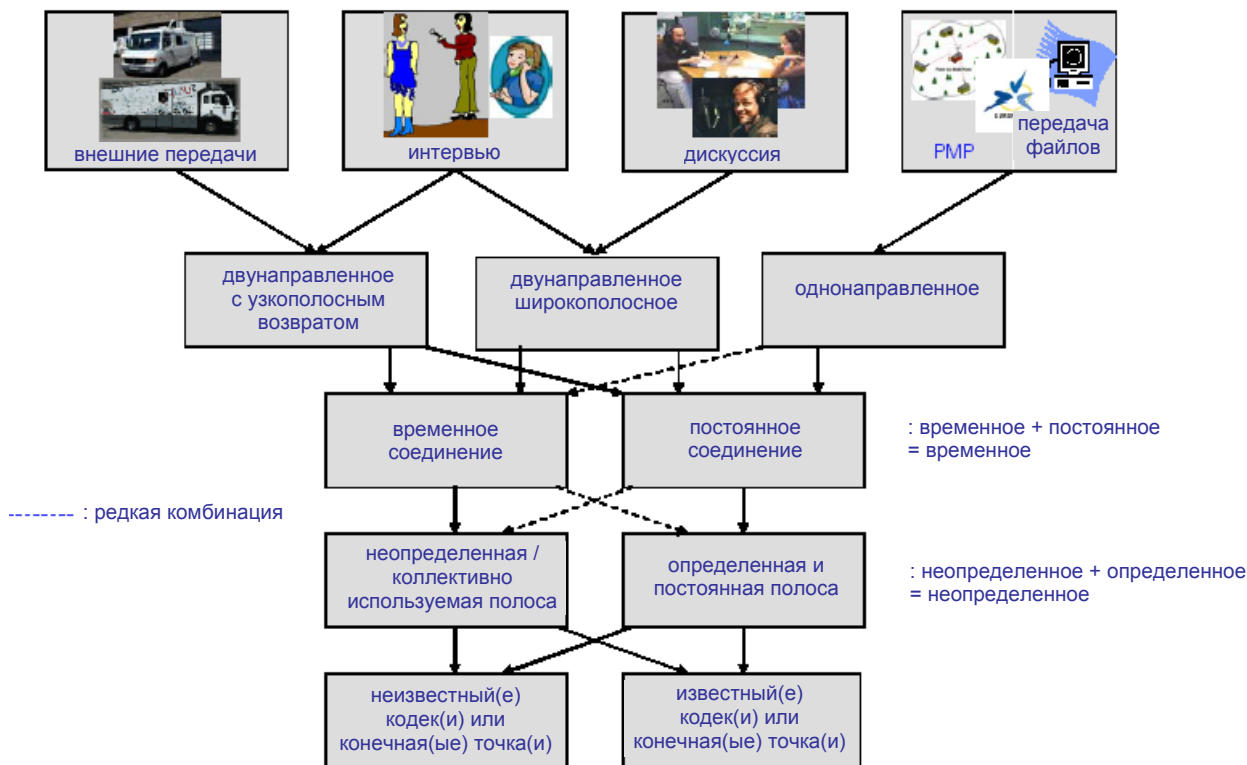 внешние передачи
интервью
дискуссия
PMP
передача
файлов
двунаправленное
с узкополосным
возвратом
двунаправленное
широкополосное
однонаправленное
временное
соединение
постоянное
соединение
: временное + постоянное
= временное
-------- : редкая комбинация
неопределенная /
коллективно
используемая полоса
определенная и
постоянная полоса
: неопределенное + определенное
= неопределенное
неизвестный(е)
кодек(и) или
конечная(ые) точка(и)
известный(е)
кодек(и) или
конечная(ые) точка(и)